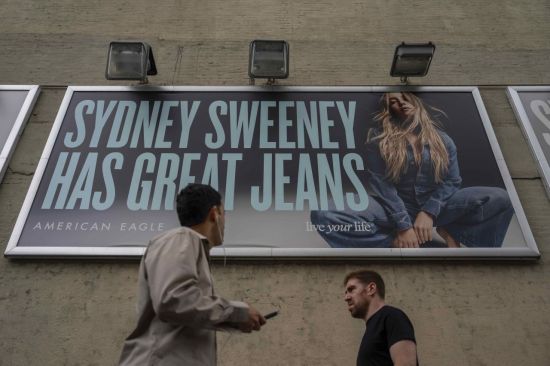 SYDNEY SWEENEY
HAS GREAT JEANS
AMERICAN EAGLE
live your life